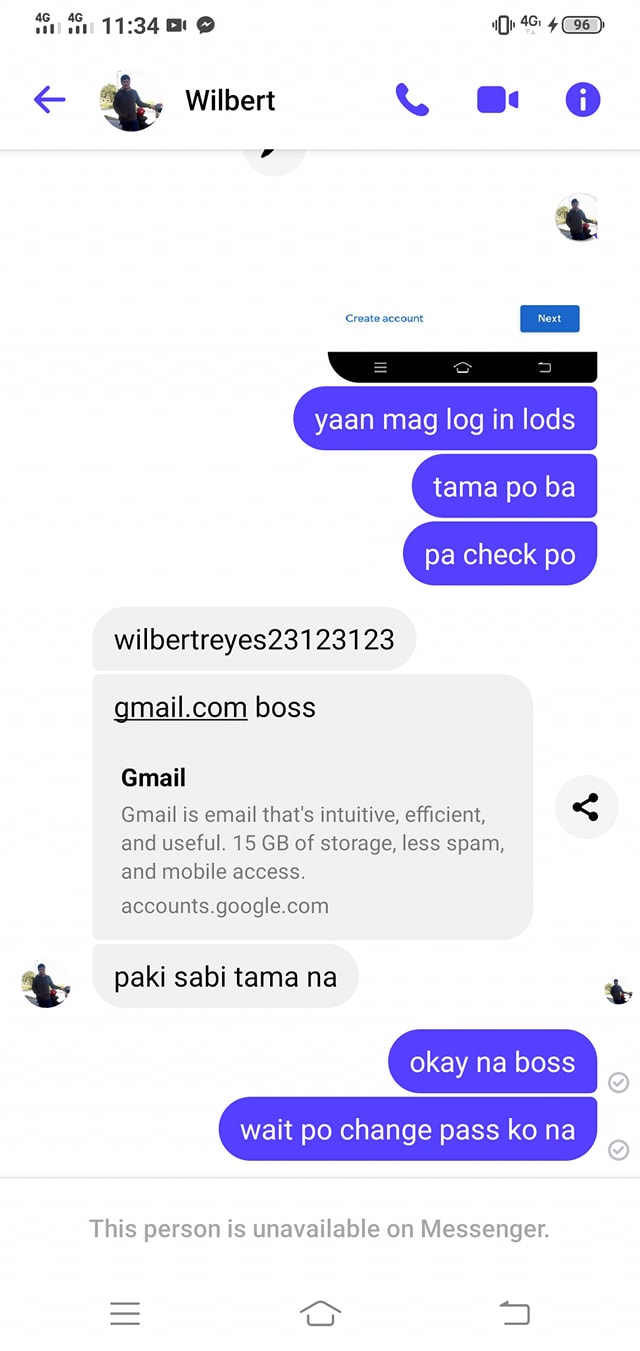 4G 4G 11:34 4G 96
Wilbert
Create account Next
yaan mag log in lods
tama po ba
pa check po
wilbertreyes23123123
gmail.com boss
Gmail
Gmail is email that's intuitive, efficient,
and useful. 15 GB of storage, less spam,
and mobile access.
accounts.google.com
paki sabi tama na
okay na boss
wait po change pass ko na
This person is unavailable on Messenger.